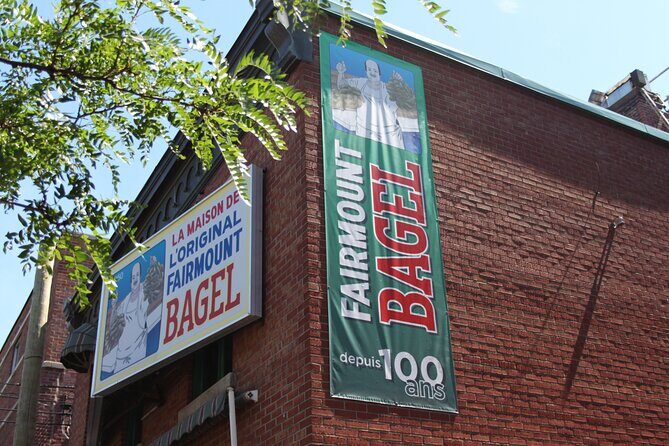 LA MAISON DE
L'ORIGINAL
FAIRMOUNT
BAGEL
FAIRMOUNT
BAGEL
depuis 100
ans